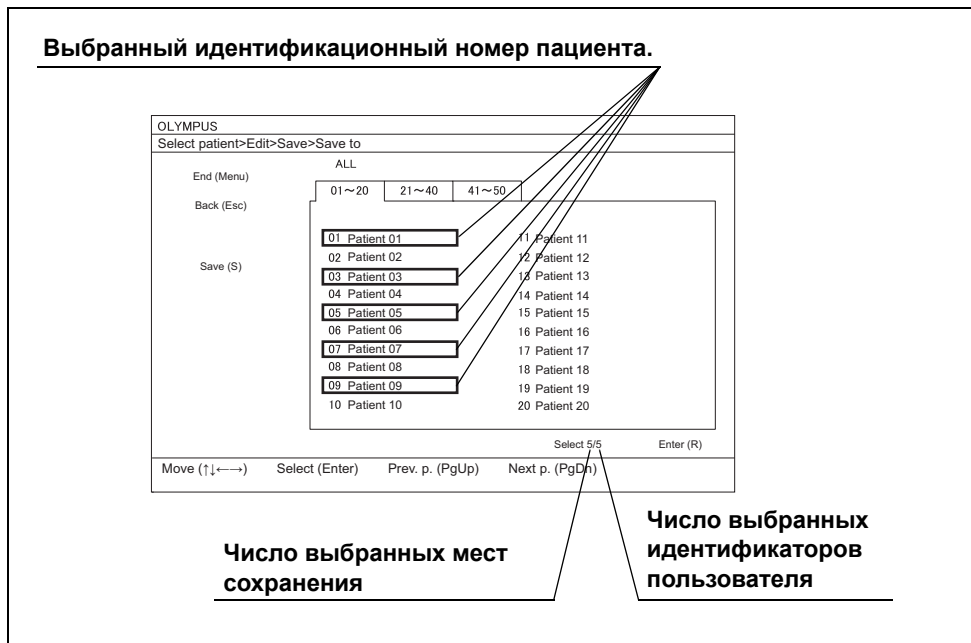 Выбранный идентификационный номер пациента.
OLYMPUS
Select patient>Edit>Save>Save to
End (Menu)
Back (Esc)
Save (S)
ALL
01~20 21~40 41~50
01 Patient 01
02 Patient 02
03 Patient 03
04 Patient 04
05 Patient 05
06 Patient 06
07 Patient 07
08 Patient 08
09 Patient 09
10 Patient 10
11 Patient 11
12 Patient 12
13 Patient 13
14 Patient 14
15 Patient 15
16 Patient 16
17 Patient 17
18 Patient 18
19 Patient 19
20 Patient 20
Select 5/5 Enter (R)
Move (↑↓←→) Select (Enter) Prev. p. (PgUp) Next p. (PgDn)
Число выбранных мест
сохранения
Число выбранных
идентификаторов
пользователя